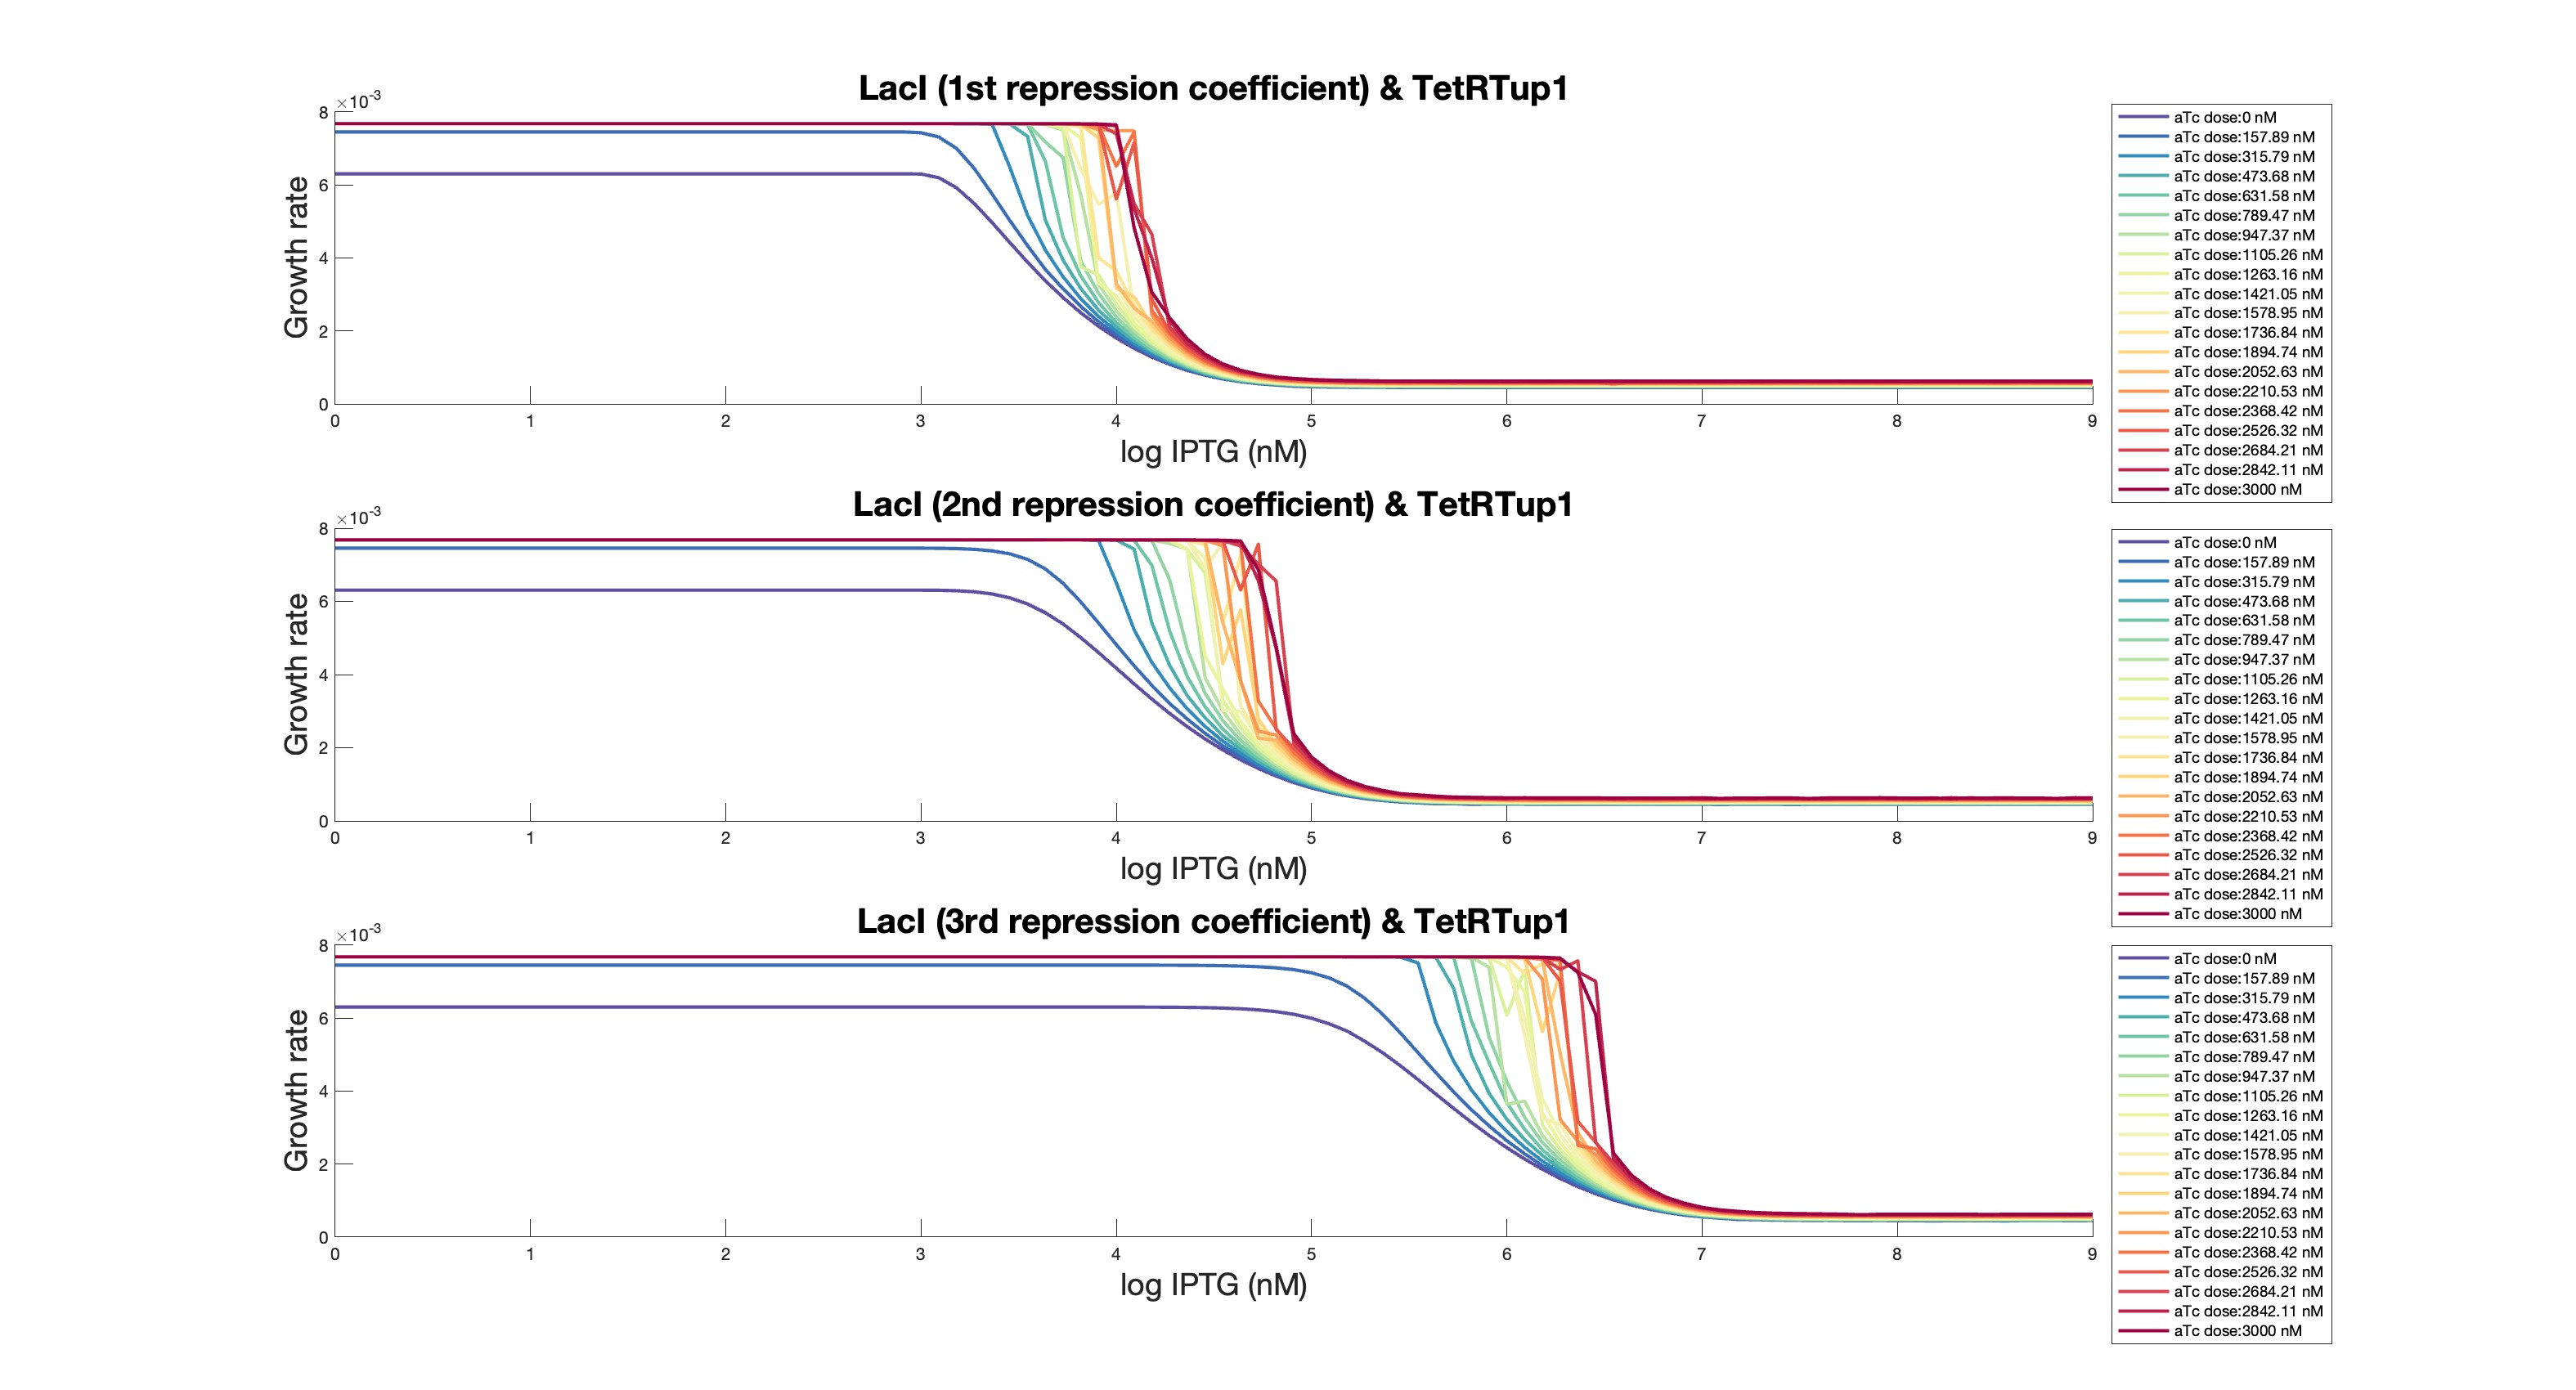 LacI (1st repression coefficient) & TetRTup1
×10-3
Growth rate
8
6
4
2
0
0 1 2 3 4 5 6 7 8 9
log IPTG (nM)
aTc dose:0 nM
aTc dose:157.89 nM
aTc dose:315.79 nM
aTc dose:473.68 nM
aTc dose:631.58 nM
aTc dose:789.47 nM
aTc dose:947.37 nM
aTc dose:1105.26 nM
aTc dose:1263.16 nM
aTc dose:1421.05 nM
aTc dose:1578.95 nM
aTc dose:1736.84 nM
aTc dose:1894.74 nM
aTc dose:2052.63 nM
aTc dose:2210.53 nM
aTc dose:2368.42 nM
aTc dose:2526.32 nM
aTc dose:2684.21 nM
aTc dose:2842.11 nM
aTc dose:3000 nM
LacI (2nd repression coefficient) & TetRTup1
×10-3
Growth rate
8
6
4
2
0
0 1 2 3 4 5 6 7 8 9
log IPTG (nM)
aTc dose:0 nM
aTc dose:157.89 nM
aTc dose:315.79 nM
aTc dose:473.68 nM
aTc dose:631.58 nM
aTc dose:789.47 nM
aTc dose:947.37 nM
aTc dose:1105.26 nM
aTc dose:1263.16 nM
aTc dose:1421.05 nM
aTc dose:1578.95 nM
aTc dose:1736.84 nM
aTc dose:1894.74 nM
aTc dose:2052.63 nM
aTc dose:2210.53 nM
aTc dose:2368.42 nM
aTc dose:2526.32 nM
aTc dose:2684.21 nM
aTc dose:2842.11 nM
aTc dose:3000 nM
LacI (3rd repression coefficient) & TetRTup1
×10-3
Growth rate
8
6
4
2
0
0 1 2 3 4 5 6 7 8 9
log IPTG (nM)
aTc dose:0 nM
aTc dose:157.89 nM
aTc dose:315.79 nM
aTc dose:473.68 nM
aTc dose:631.58 nM
aTc dose:789.47 nM
aTc dose:947.37 nM
aTc dose:1105.26 nM
aTc dose:1263.16 nM
aTc dose:1421.05 nM
aTc dose:1578.95 nM
aTc dose:1736.84 nM
aTc dose:1894.74 nM
aTc dose:2052.63 nM
aTc dose:2210.53 nM
aTc dose:2368.42 nM
aTc dose:2526.32 nM
aTc dose:2684.21 nM
aTc dose:2842.11 nM
aTc dose:3000 nM